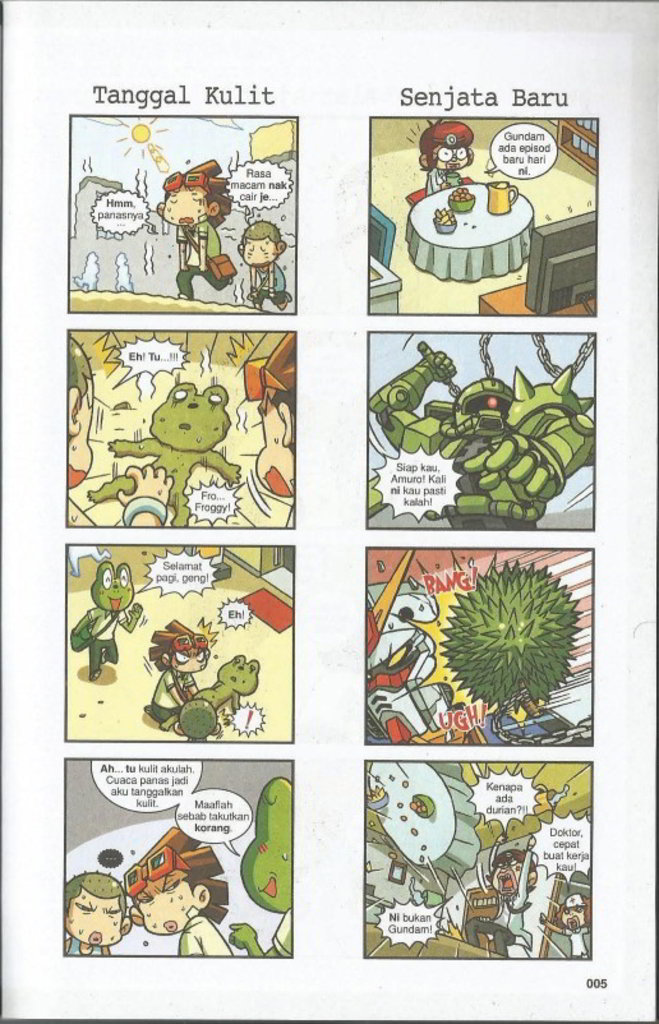 Tanggal Kulit
Hmm,
panasnya
...
Rasa
macam nak
cair je...
Eh! Tu...!!!
Fro...
Froggy!
Selamat
pagi, geng!
Eh!
!
Ah... tu kulit akulah.
Cuaca panas jadi
aku tanggalkan
kulit.
Maaflah
sebab takutkan
korang.
Senjata Baru
Gundam
ada episod
baru hari
ni.
Siap kau,
Amuro! Kali
ni kau pasti
kalah!
BANG!
UGH!
Kenapa
ada
durian?!!
Doktor,
cepat
buat kerja
kau!
Ni bukan
Gundam!
005